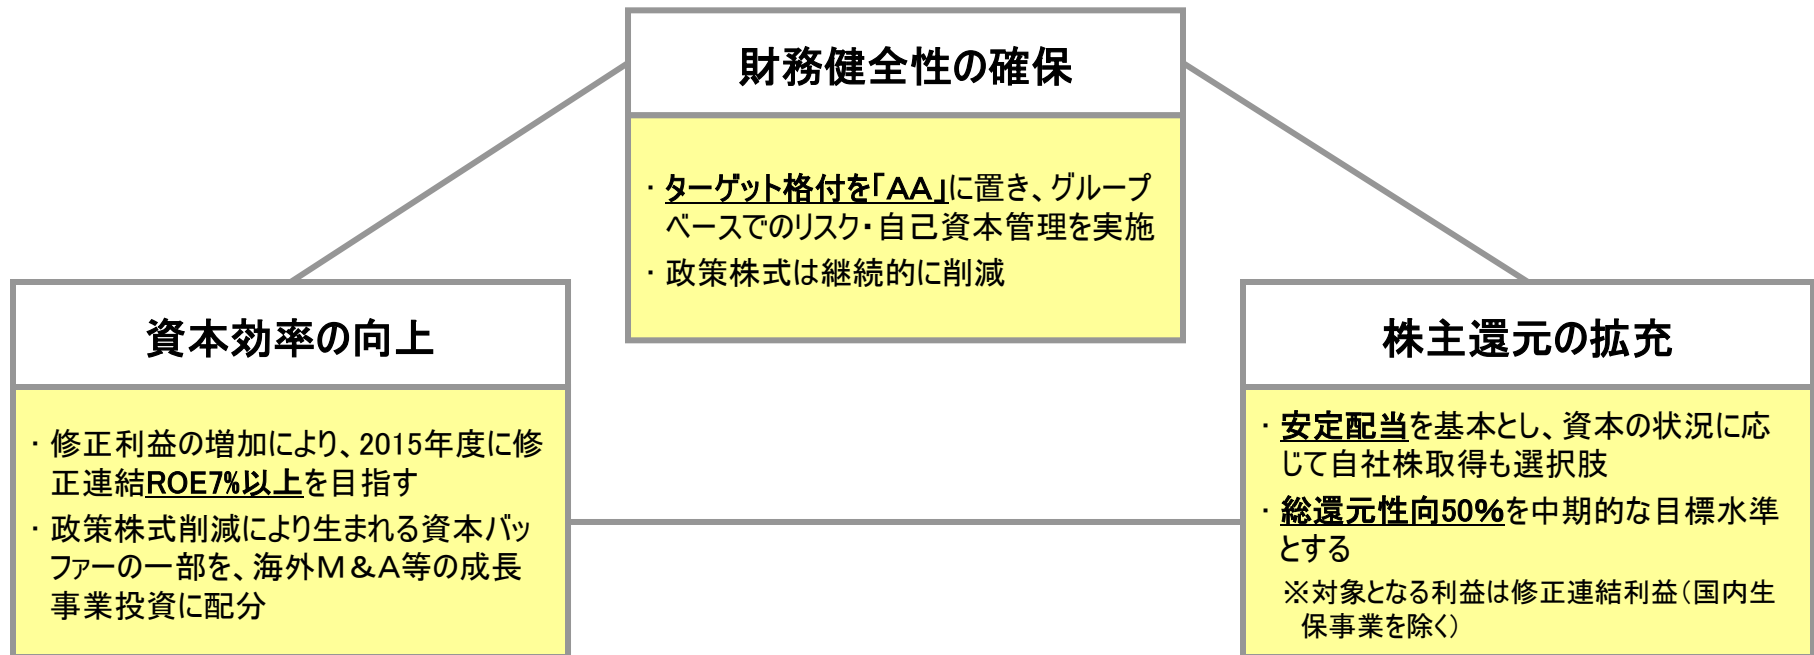 財務健全性の確保
・ターゲット格付を「AA」に置き、グループ
ベースでのリスク・自己資本管理を実施
・政策株式は継続的に削減
資本効率の向上
・修正利益の増加により、2015年度に修
正連結ROE7%以上を目指す
・政策株式削減により生まれる資本バッ
ファーの一部を、海外M&A等の成長
事業投資に配分
株主還元の拡充
・安定配当を基本とし、資本の状況に応
じて自社株取得も選択肢
・総還元性向50%を中期的な目標水準
とする
※対象となる利益は修正連結利益(国内生
保事業を除く)